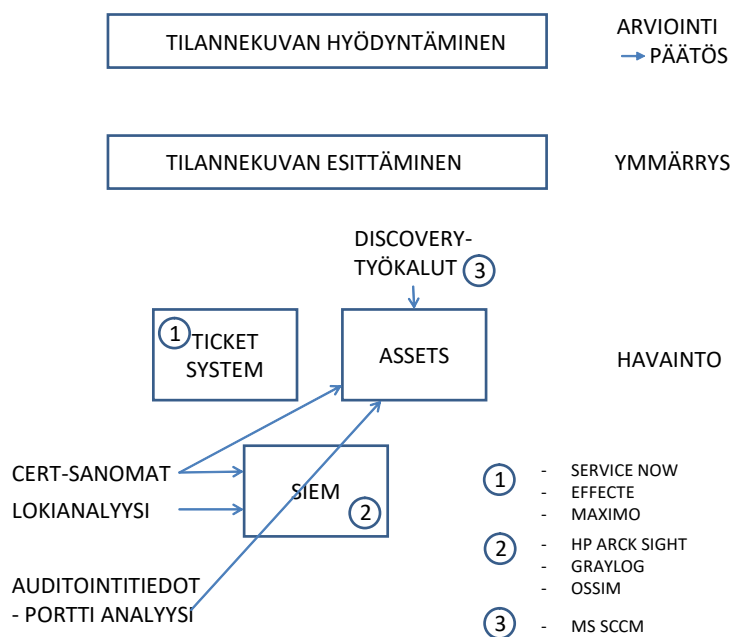 TILANNEKUVAN HYÖDYNTÄMINEN
ARVIOINTI
PÄÄTÖS
TILANNEKUVAN ESITTÄMINEN
YMMÄRRYS
DISCOVERY-
TYÖKALUT 3
1 TICKET
SYSTEM
ASSETS
HAVAINTO
CERT-SANOMAT
LOKIANALYYSI
SIEM
2
AUDITOINTITIEDOT
- PORTTI ANALYYSI
1
- SERVICE NOW
- EFFECTE
- MAXIMO
2
- HP ARCK SIGHT
- GRAYLOG
- OSSIM
3
- MS SCCM